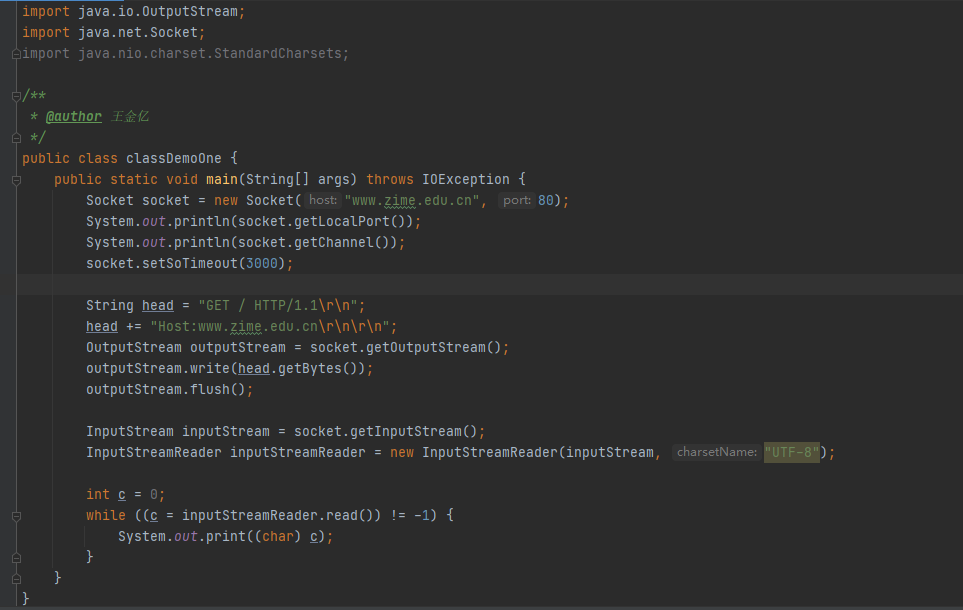 import java.io.OutputStream;
import java.net.Socket;
import java.nio.charset.StandardCharsets;
/**
 * @author 王金亿
 */
public class classDemoOne {
    public static void main(String[] args) throws IOException {
        Socket socket = new Socket( host: "www.zime.edu.cn", port: 80);
        System.out.println(socket.getLocalPort());
        System.out.println(socket.getChannel());
        socket.setSoTimeout(3000);
        String head = "GET / HTTP/1.1\r\n";
        head += "Host:www.zime.edu.cn\r\n\r\n";
        OutputStream outputStream = socket.getOutputStream();
        outputStream.write(head.getBytes());
        outputStream.flush();
        InputStream inputStream = socket.getInputStream();
        InputStreamReader inputStreamReader = new InputStreamReader(inputStream, charsetName: "UTF-8");
        int c = 0;
        while ((c = inputStreamReader.read()) != -1) {
            System.out.print((char) c);
        }
    }
}